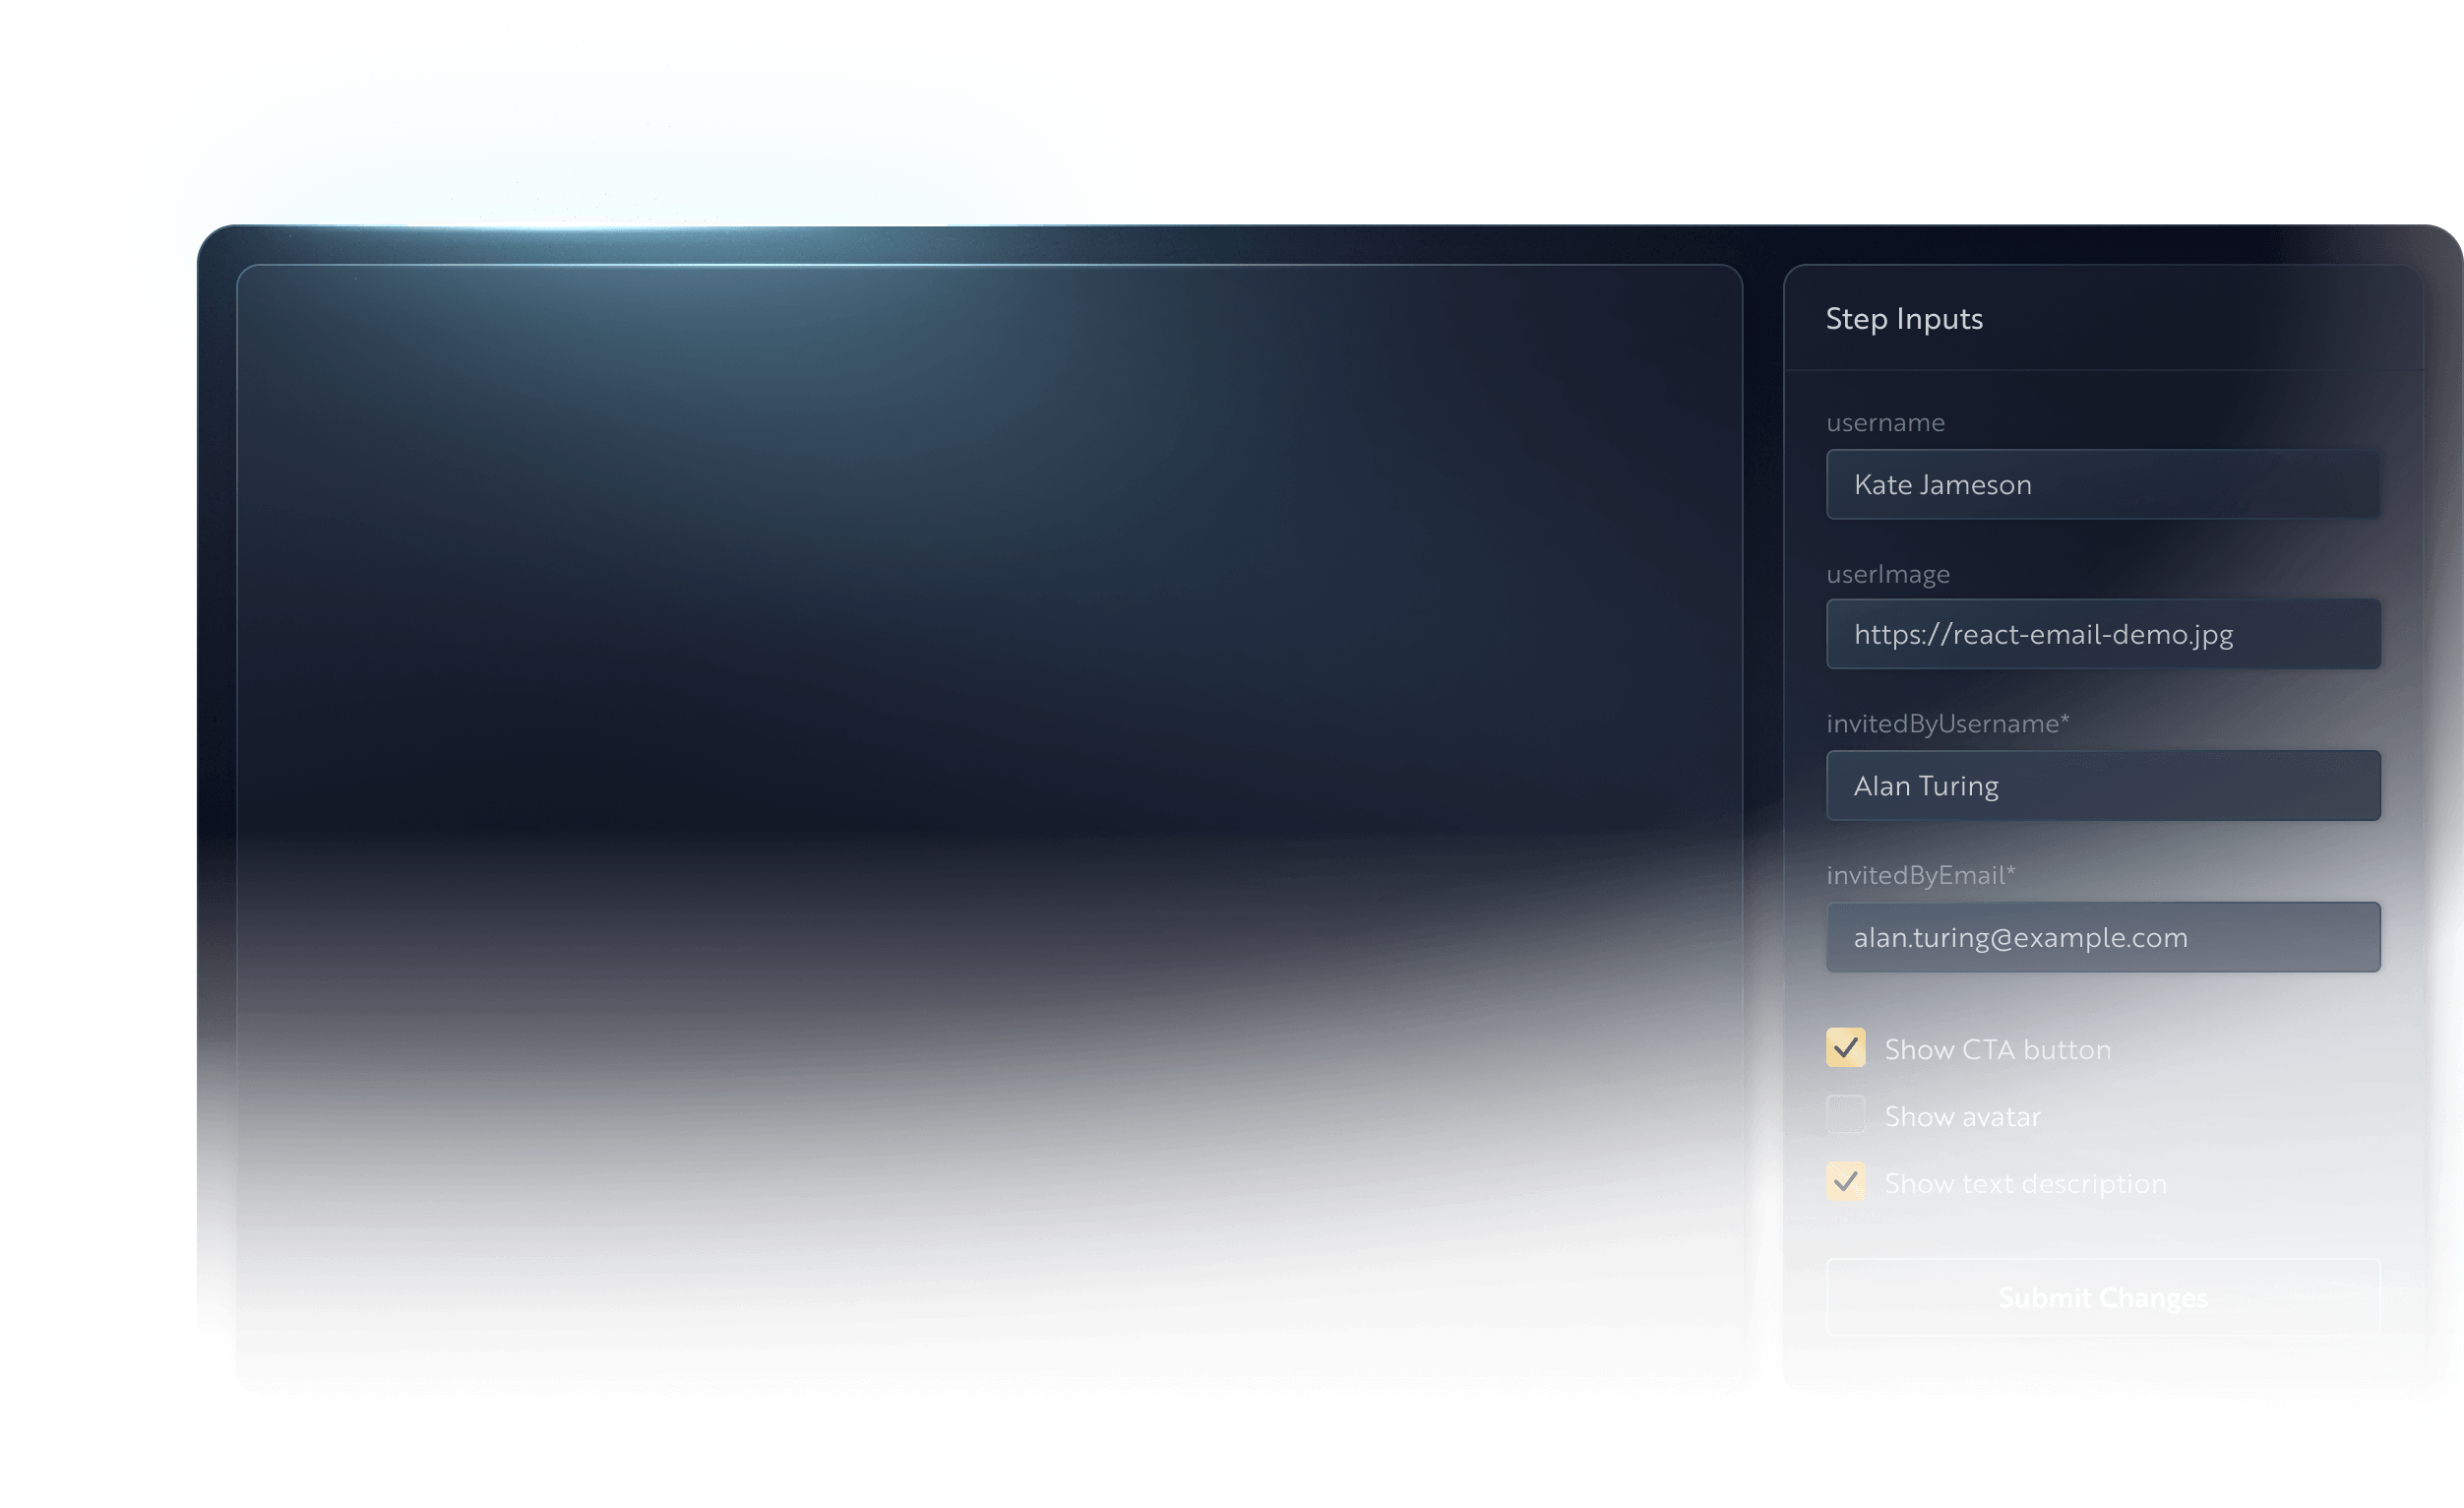 Step Inputs
username
Kate Jameson
userImage
https://react-email-demo.jpg
invitedByUsername*
Alan Turing
invitedByEmail*
alan.turing@example.com
Show CTA button
Show avatar
Show text description
Submit Changes